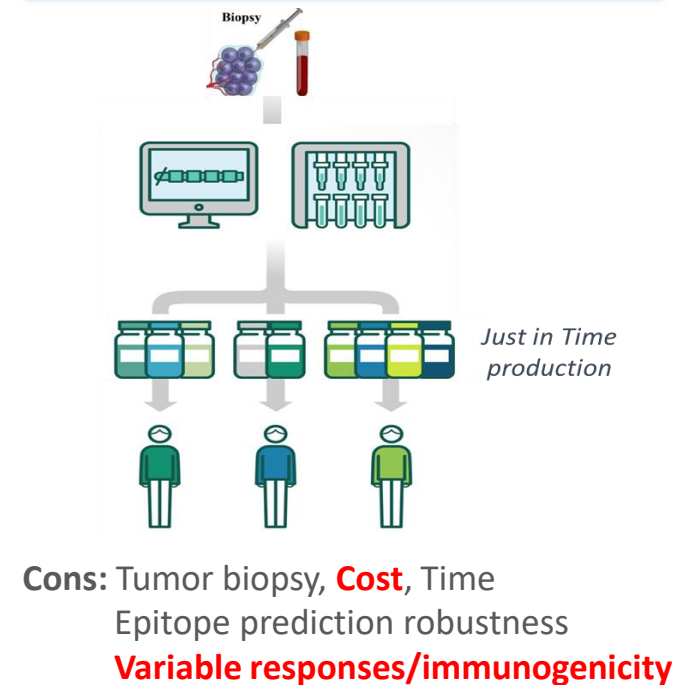 Biopsy
Just in Time
production
Cons: Tumor biopsy, Cost, Time
Epitope prediction robustness
Variable responses/immunogenicity